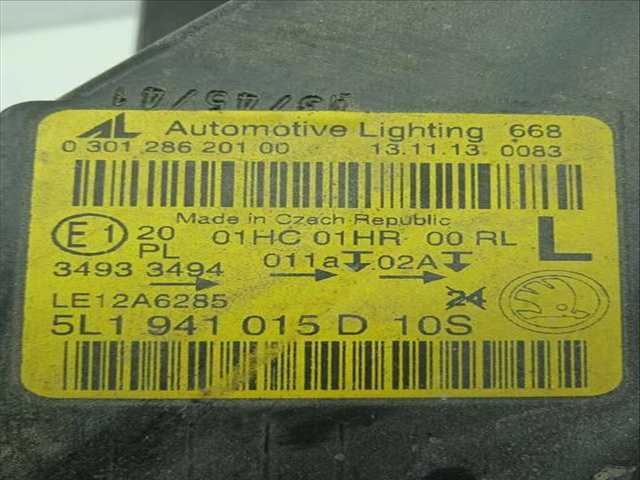 AL Automotive Lighting 668
0 301 286 201 00 13.11.13 0083
Made in Czech Republic
E1 20 01HC 01HR 00 RL L
PL 011a 02A
3493 3494
LE12A6285 24
5L1 941 015 D 10S